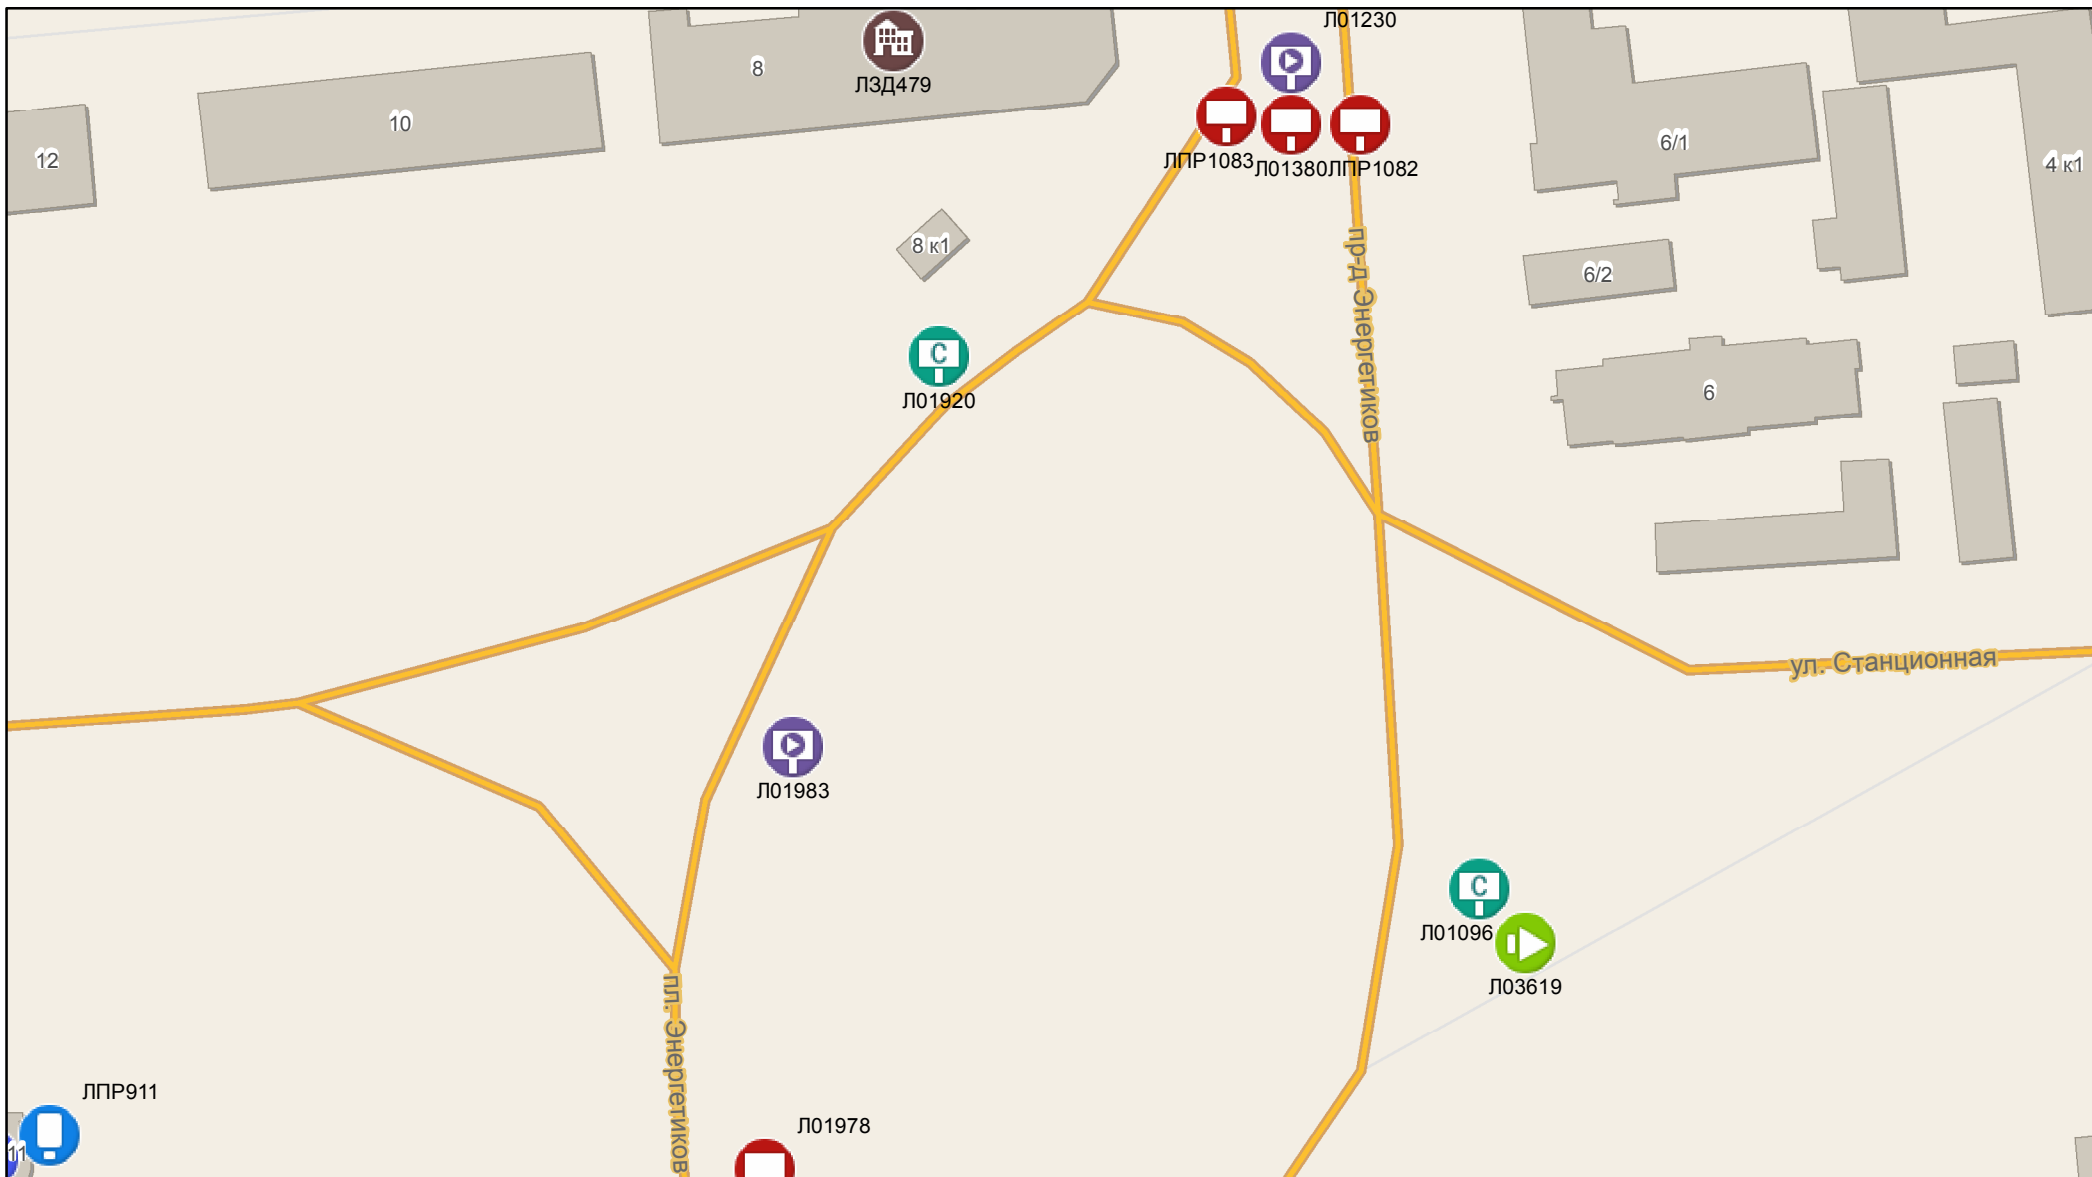 Л01230
8
ЛЗД479
10
12
6/1
4 к1
ЛПР1083
Л01380
ЛПР1082
8 к1
6/2
пр-д Энергетиков
С
Л01920
6
ул. Станционная
Л01983
С
Л01096
Л03619
пл. Энергетиков
ЛПР911
Л01978
11